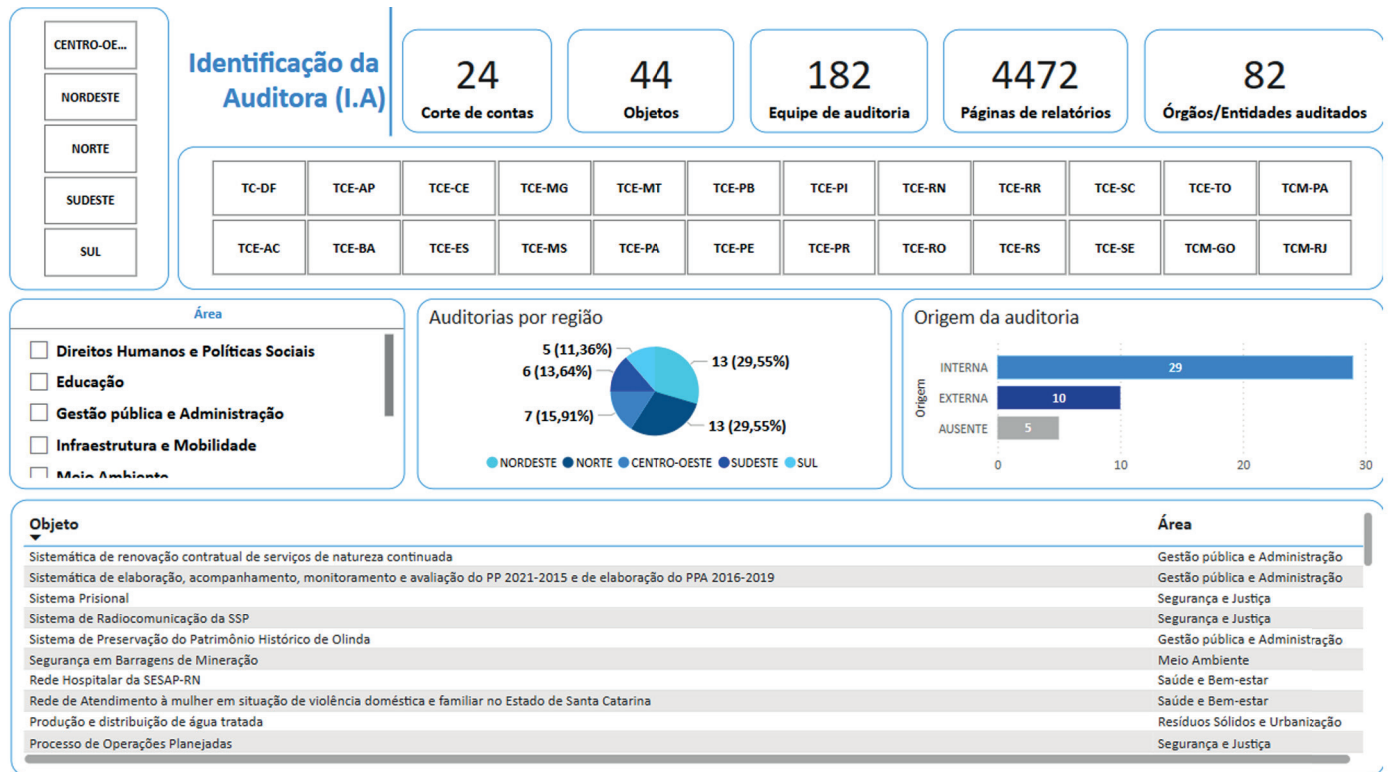 CENTRO-OE...
NORDESTE
NORTE
SUDESTE
SUL
Identificação da
Auditora (I.A)
24
Corte de contas
44
Objetos
182
Equipe de auditoria
4472
Páginas de relatórios
82
Órgãos/Entidades auditados
TC-DF TCE-AP TCE-CE TCE-MG TCE-MT TCE-PB TCE-PI TCE-RN TCE-RR TCE-SC TCE-TO TCM-PA
TCE-AC TCE-BA TCE-ES TCE-MS TCE-PA TCE-PE TCE-PR TCE-RO TCE-RS TCE-SE TCM-GO TCM-RJ
Área
Direitos Humanos e Políticas Sociais
Educação
Gestão pública e Administração
Infraestrutura e Mobilidade
Meio Ambiente
Auditorias por região
5 (11,36%)
13 (29,55%)
6 (13,64%)
7 (15,91%)
13 (29,55%)
NORDESTE NORTE CENTRO-OESTE SUDESTE SUL
Origem da auditoria
Origem
INTERNA 29
EXTERNA 10
AUSENTE 5
0 10 20 30
Objeto Área
Sistemática de renovação contratual de serviços de natureza continuada Gestão pública e Administração
Sistemática de elaboração, acompanhamento, monitoramento e avaliação do PP 2021-2015 e de elaboração do PPA 2016-2019 Gestão pública e Administração
Sistema Prisional Segurança e Justiça
Sistema de Radiocomunicação da SSP Segurança e Justiça
Sistema de Preservação do Patrimônio Histórico de Olinda Gestão pública e Administração
Segurança em Barragens de Mineração Meio Ambiente
Rede Hospitalar da SESAP-RN Saúde e Bem-estar
Rede de Atendimento à mulher em situação de violência doméstica e familiar no Estado de Santa Catarina Saúde e Bem-estar
Produção e distribuição de água tratada Resíduos Sólidos e Urbanização
Processo de Operações Planejadas Segurança e Justiça